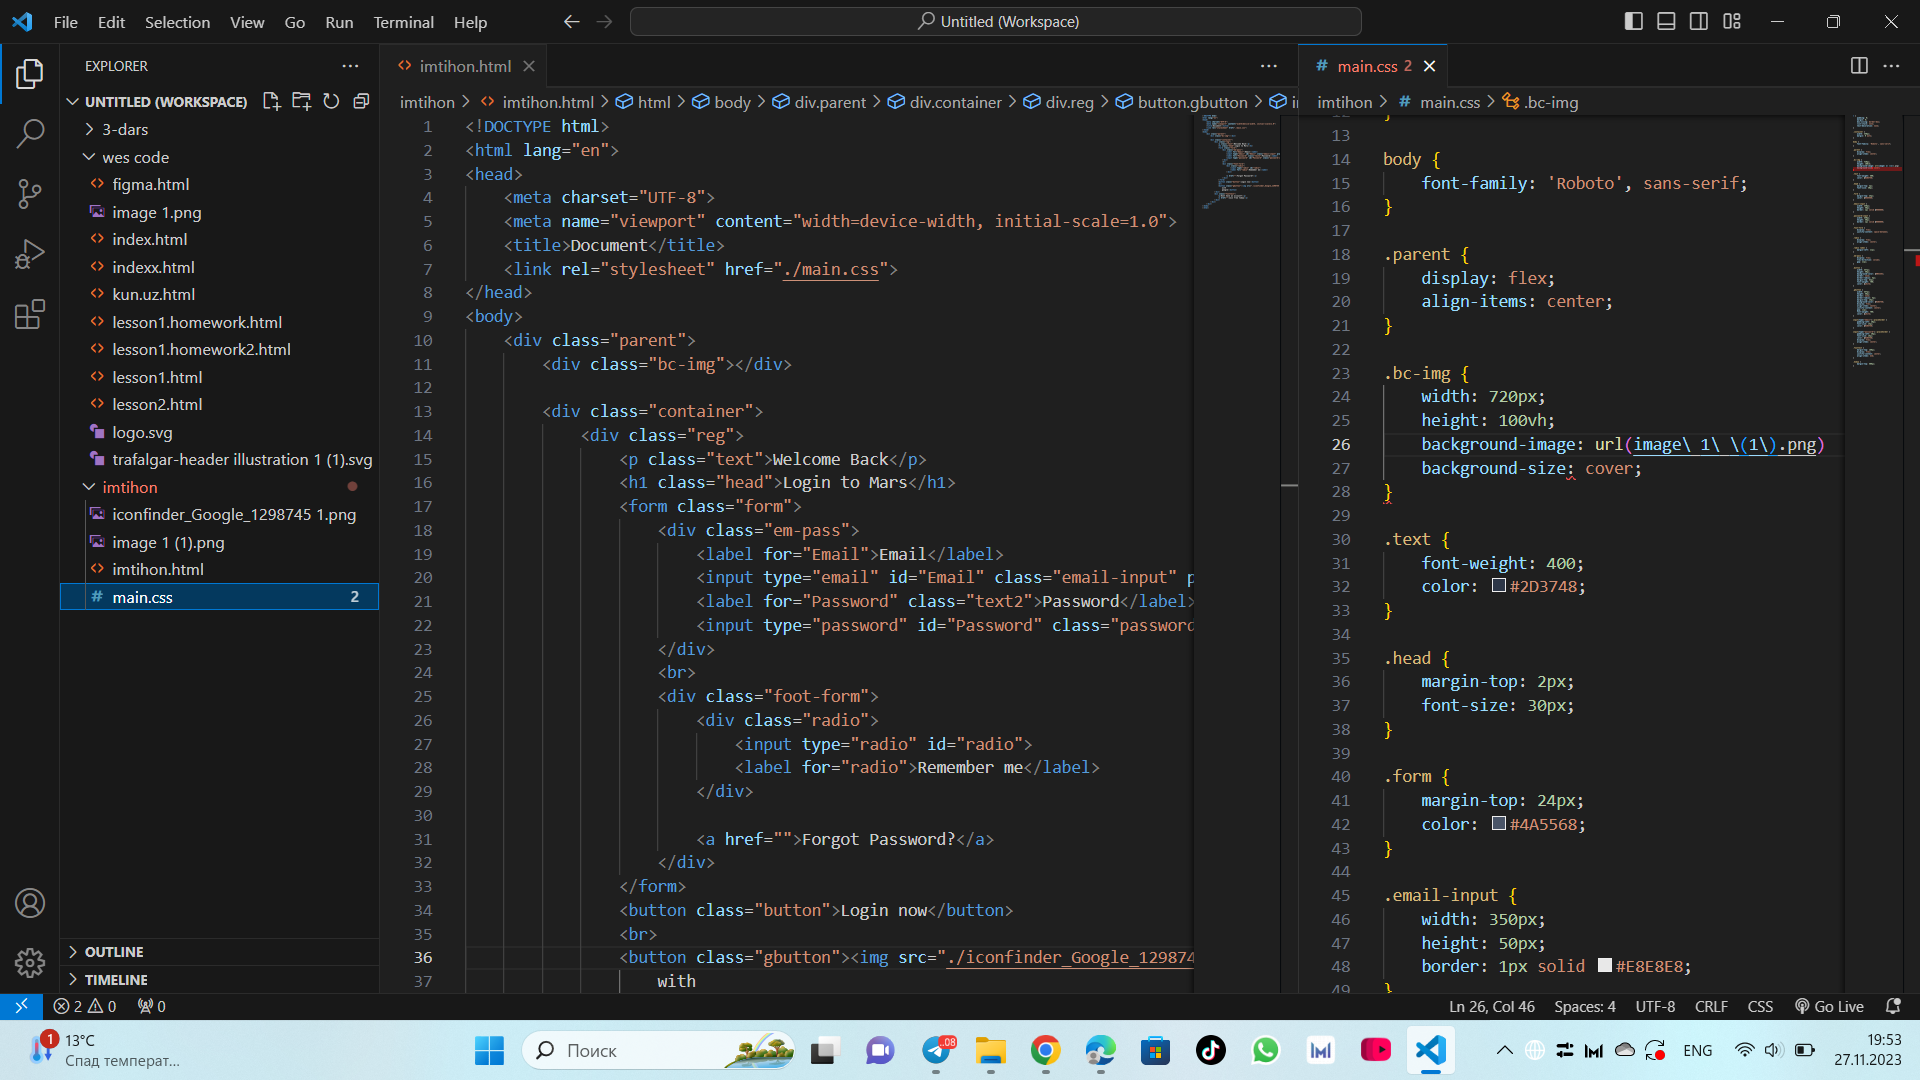 File Edit Selection View Go Run Terminal Help
Untitled (Workspace)
EXPLORER
UNTITLED (WORKSPACE)
3-dars
wes code
figma.html
image 1.png
index.html
indexx.html
kun.uz.html
lesson1.homework.html
lesson1.homework2.html
lesson1.html
lesson2.html
logo.svg
trafalgar-header illustration 1 (1).svg
imtihon
iconfinder_Google_1298745 1.png
image 1 (1).png
imtihon.html
main.css 2
OUTLINE
TIMELINE
imtihon.html
imtihon > imtihon.html > html > body > div.parent > div.container > div.reg > button.gbutton >
1 <!DOCTYPE html>
2 <html lang="en">
3 <head>
4 <meta charset="UTF-8">
5 <meta name="viewport" content="width=device-width, initial-scale=1.0">
6 <title>Document</title>
7 <link rel="stylesheet" href="./main.css">
8 </head>
9 <body>
10 <div class="parent">
11 <div class="bc-img"></div>
12
13 <div class="container">
14 <div class="reg">
15 <p class="text">Welcome Back</p>
16 <h1 class="head">Login to Mars</h1>
17 <form class="form">
18 <div class="em-pass">
19 <label for="Email">Email</label>
20 <input type="email" id="Email" class="email-input" p
21 <label for="Password" class="text2">Password</label>
22 <input type="password" id="Password" class="password
23 </div>
24 <br>
25 <div class="foot-form">
26 <div class="radio">
27 <input type="radio" id="radio">
28 <label for="radio">Remember me</label>
29 </div>
30
31 <a href="">Forgot Password?</a>
32 </div>
33 </form>
34 <button class="button">Login now</button>
35 <br>
36 <button class="gbutton"><img src="./iconfinder_Google_129874
37 with
main.css 2
imtihon > main.css > .bc-img
12 }
13
14 body {
15 font-family: 'Roboto', sans-serif;
16 }
17
18 .parent {
19 display: flex;
20 align-items: center;
21 }
22
23 .bc-img {
24 width: 720px;
25 height: 100vh;
26 background-image: url(image\ 1\ \(1\).png)
27 background-size: cover;
28 }
29
30 .text {
31 font-weight: 400;
32 color: #2D3748;
33 }
34
35 .head {
36 margin-top: 2px;
37 font-size: 30px;
38 }
39
40 .form {
41 margin-top: 24px;
42 color: #4A5568;
43 }
44
45 .email-input {
46 width: 350px;
47 height: 50px;
48 border: 1px solid #E8E8E8;
49 }
2 0 0
Ln 26, Col 46 Spaces: 4 UTF-8 CRLF CSS Go Live
1
13°C
Спад температ...
Поиск
..08
ENG
19:53
27.11.2023